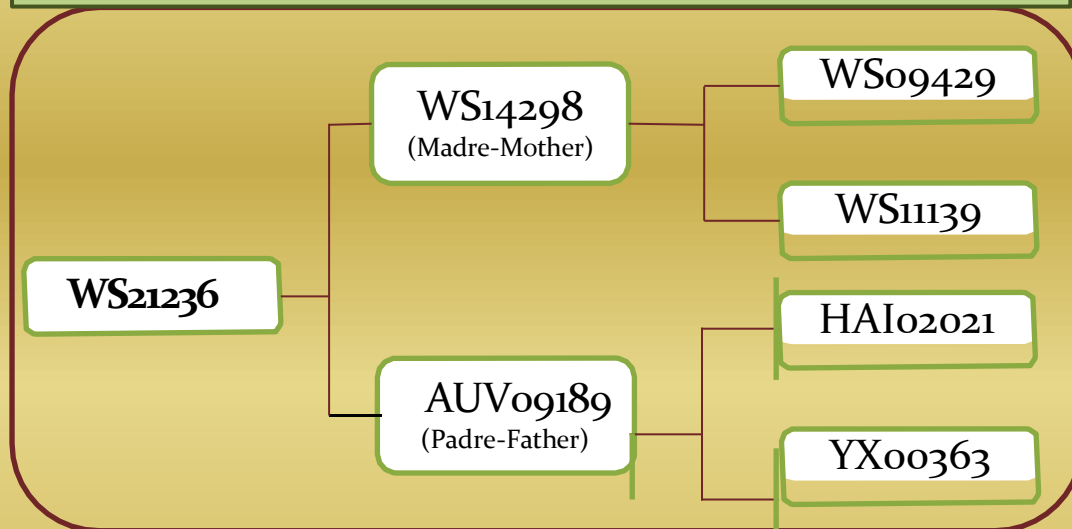 WS09429
WS14298
(Madre-Mother)
WS11139
WS21236
HAI02021
AUV09189
(Padre-Father)
YX00363